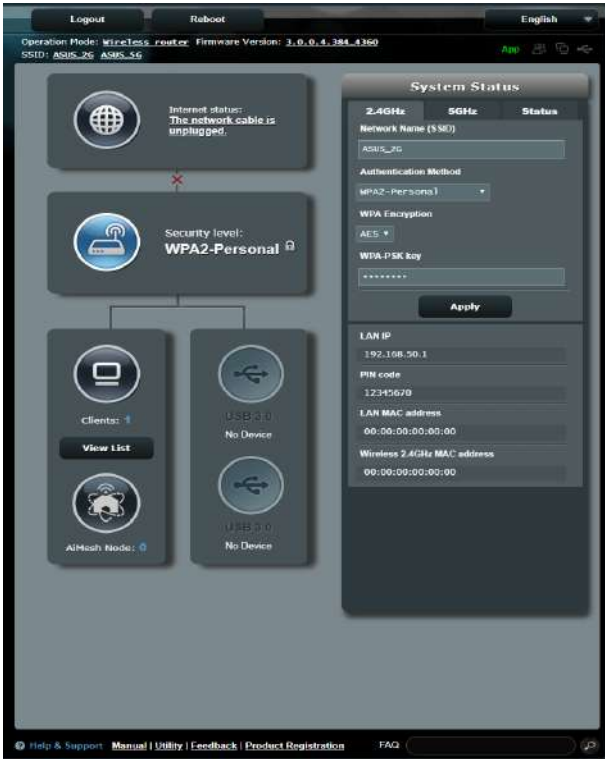 Logout Reboot English
Operation Mode: Wireless router Firmware Version: 3.0.0.4.384_4360
SSID: ASUS_2G ASUS_5G
App
Internet status:
The network cable is
unplugged.
Security level:
WPA2-Personal
Clients: 1
View List
AiMesh Node: 0
USB 3.0
No Device
USB 3.0
No Device
System Status
2.4GHz 5GHz Status
Network Name (SSID)
ASUS_2G
Authentication Method
WPA2-Personal
WPA Encryption
AES
WPA-PSK key
········
Apply
LAN IP
192.168.50.1
PIN code
12345670
LAN MAC address
00:00:00:00:00:00
Wireless 2.4GHz MAC address
00:00:00:00:00:00
Help & Support Manual | Utility | Feedback | Product Registration FAQ